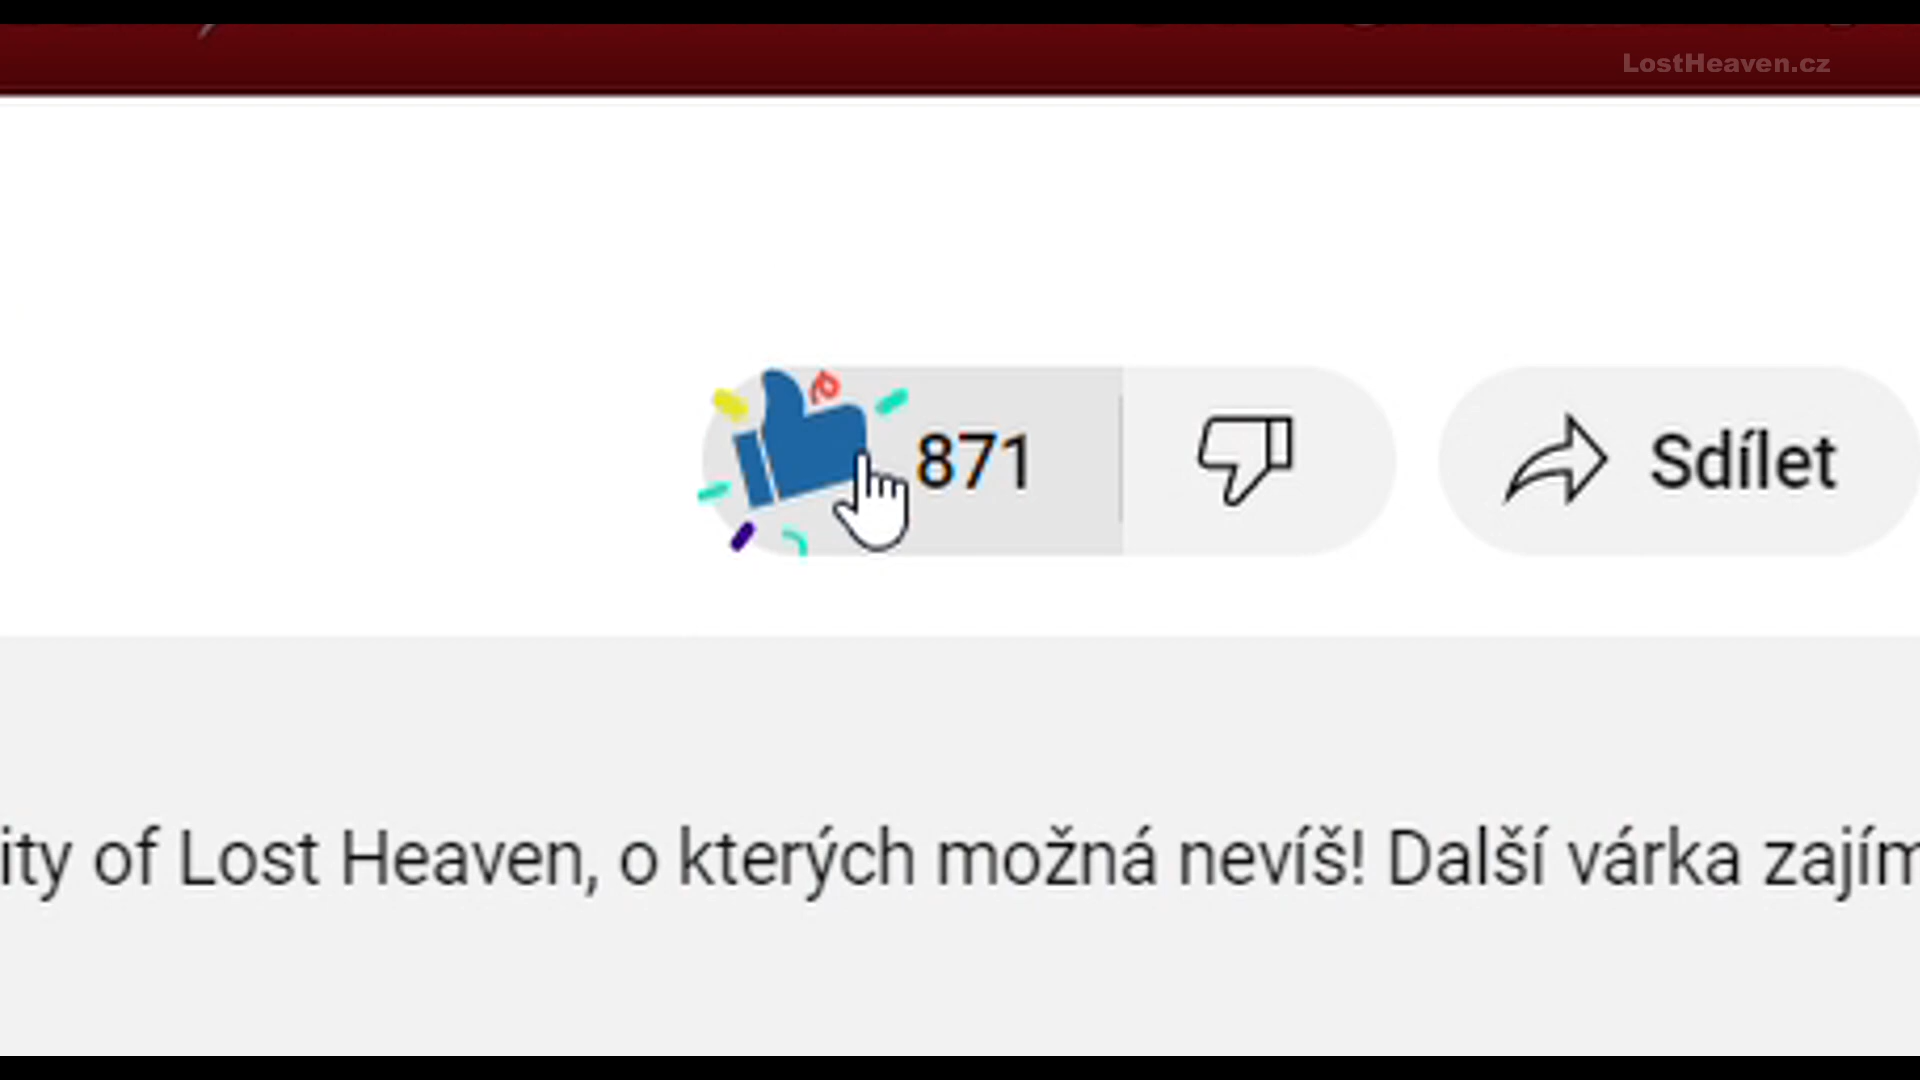 LostHeaven.cz
871
Sdílet
ity of Lost Heaven, o kterých možná nevíš! Další várka zajím